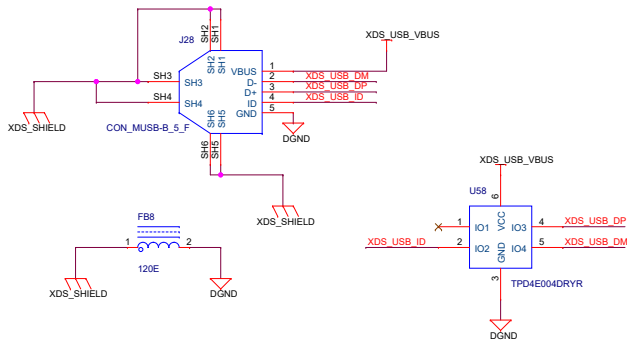 J28
SH2
SH1
XDS_USB_VBUS
SH3
SH3
SH2
SH1
VBUS
1
XDS_USB_DM
D-
2
XDS_USB_DP
D+
3
XDS_USB_ID
ID
4
GND
5
SH4
SH4
SH6
SH5
XDS_SHIELD
CON_MUSB-B_5_F
SH6
SH5
DGND
XDS_USB_VBUS
U58
6
XDS_SHIELD
FB8
1
2
120E
XDS_SHIELD
DGND
1
IO1
VCC
IO3
4
XDS_USB_DP
XDS_USB_ID
2
IO2
GND
IO4
5
XDS_USB_DM
3
TPD4E004DRYR
DGND